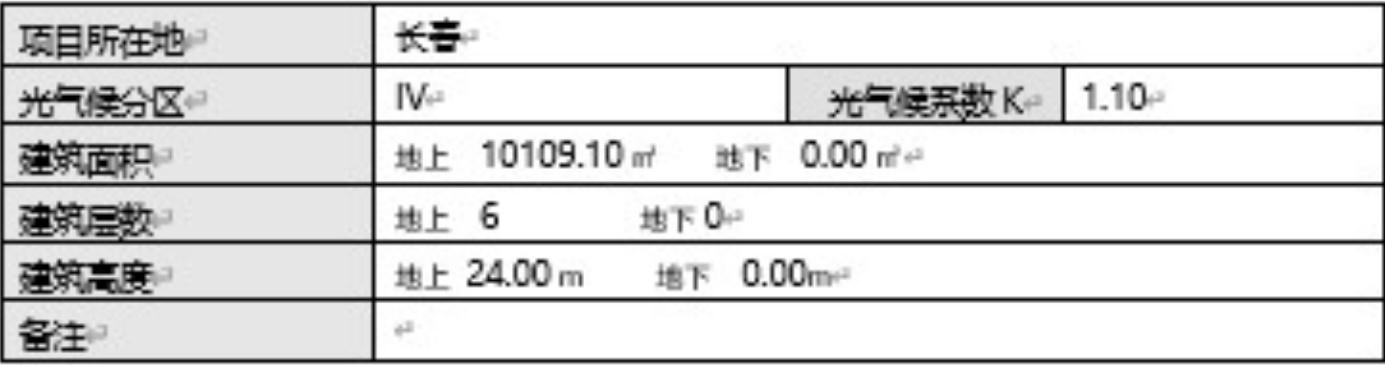 项目所在地 长春
光气候分区 IV 光气候系数 K 1.10
建筑面积 地上 10109.10 ㎡ 地下 0.00 ㎡
建筑层数 地上 6 地下 0
建筑高度 地上 24.00 m 地下 0.00m
备注